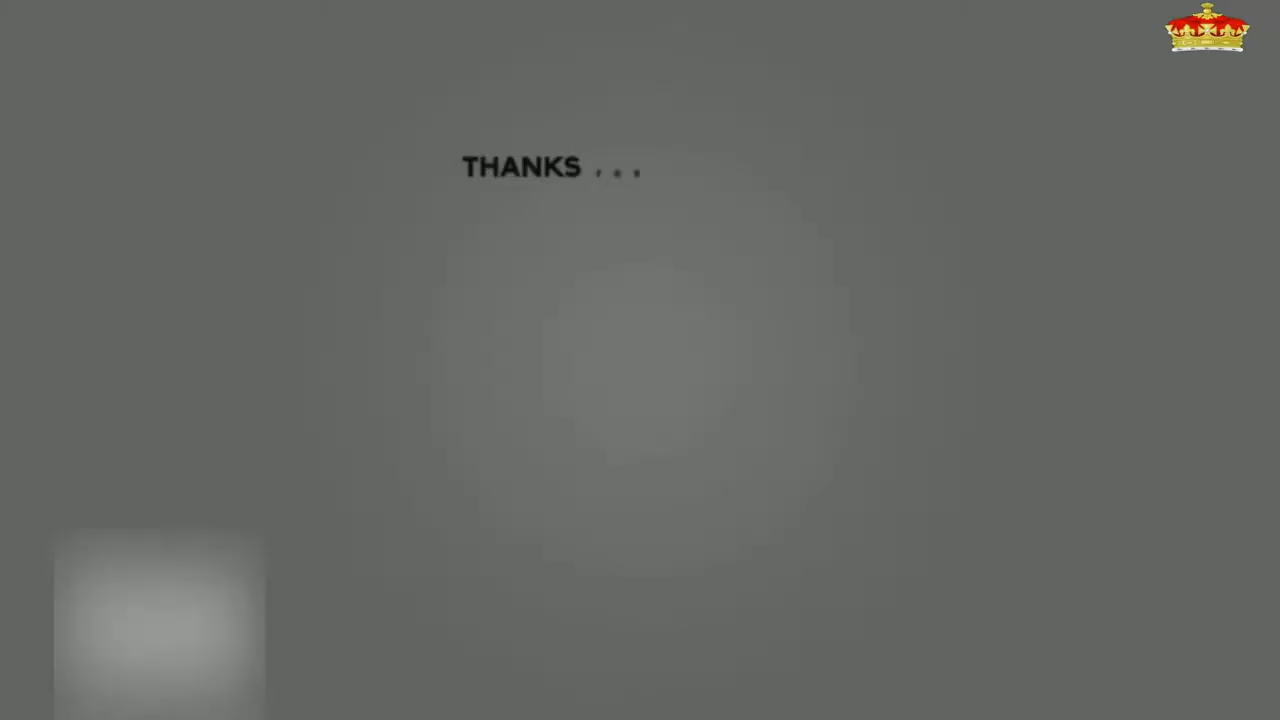 THANKS . . .